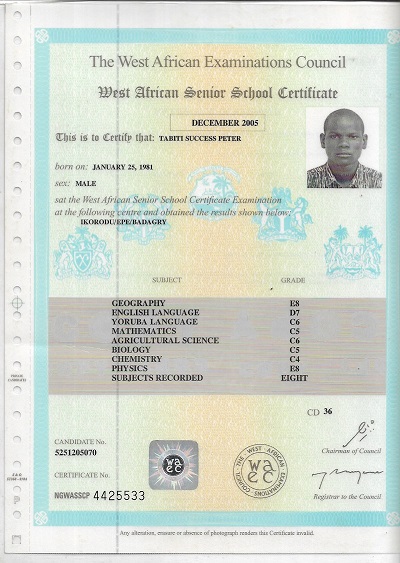 The West African Examinations Council
West African Senior School Certificate
DECEMBER 2005
This is to Certify that: TABITI SUCCESS PETER
born on: JANUARY 25, 1981
sex: MALE
sat the West African Senior School Certificate Examination
at the following centre and obtained the results shown below:
IKORODU/EPE/BADAGRY
SUBJECT GRADE
GEOGRAPHY E8
ENGLISH LANGUAGE D7
YORUBA LANGUAGE C6
MATHEMATICS C5
AGRICULTURAL SCIENCE C6
BIOLOGY C5
CHEMISTRY C4
PHYSICS E8
SUBJECTS RECORDED EIGHT
CD 36
CANDIDATE No.
5251205070
Chairman of Council
CERTIFICATE No.
NGWASSCP 4425533
waec
THE WEST AFRICAN EXAMINATIONS COUNCIL
waec
Registrar to the Council
Any alteration, erasure or absence of photograph renders this Certificate invalid.